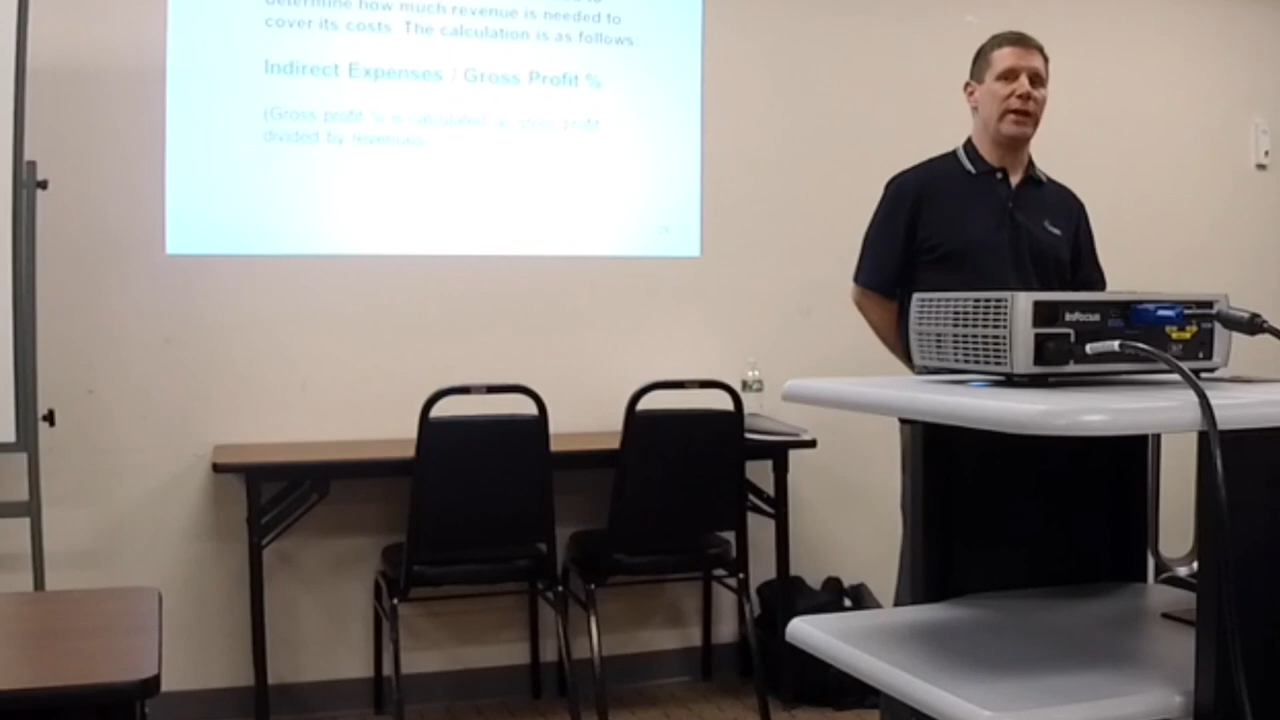 determine how much revenue is needed to
cover its costs. The calculation is as follows:
Indirect Expenses / Gross Profit %
(Gross profit % is calculated as gross profit
divided by revenues
InFocus